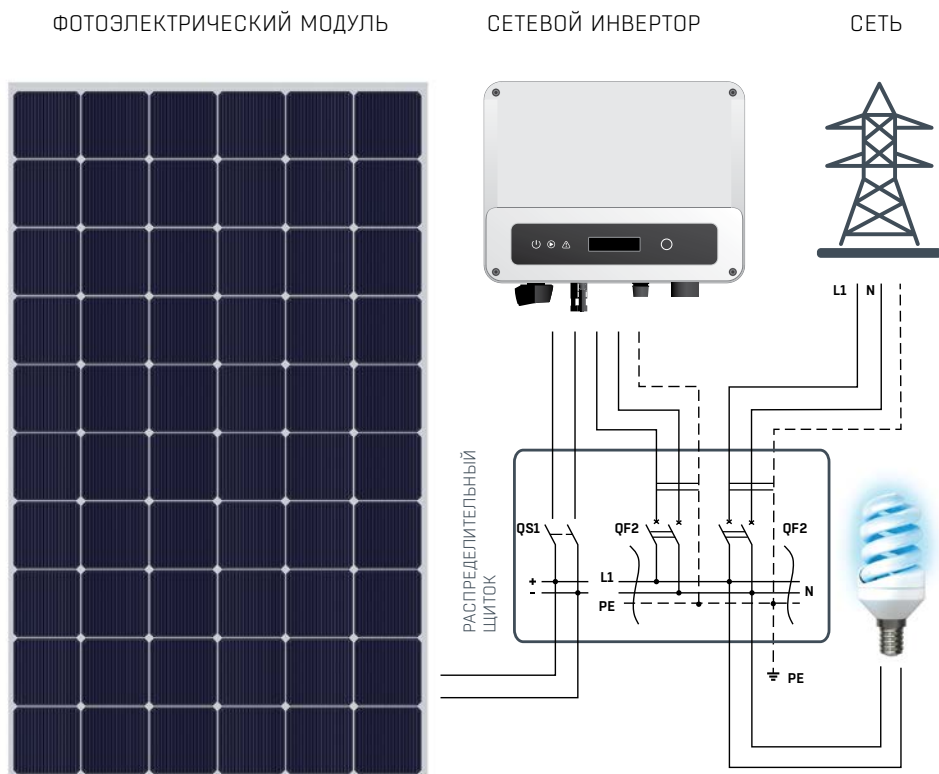 ФОТОЭЛЕКТРИЧЕСКИЙ МОДУЛЬ
СЕТЕВОЙ ИНВЕРТОР
СЕТЬ
L1 N
РАСПРЕДЕЛИТЕЛЬНЫЙ
ЩИТОК
QS1
QF2
QF2
+
-
L1
N
PE
PE